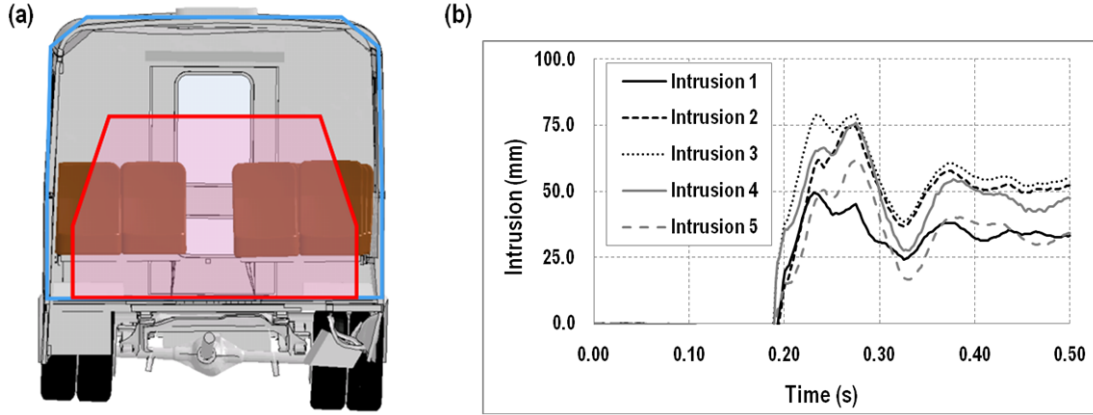 (a)
(b)
100.0
75.0
50.0
25.0
0.0
Intrusion (mm)
Intrusion 1
Intrusion 2
Intrusion 3
Intrusion 4
Intrusion 5
0.00 0.10 0.20 0.30 0.40 0.50
Time (s)